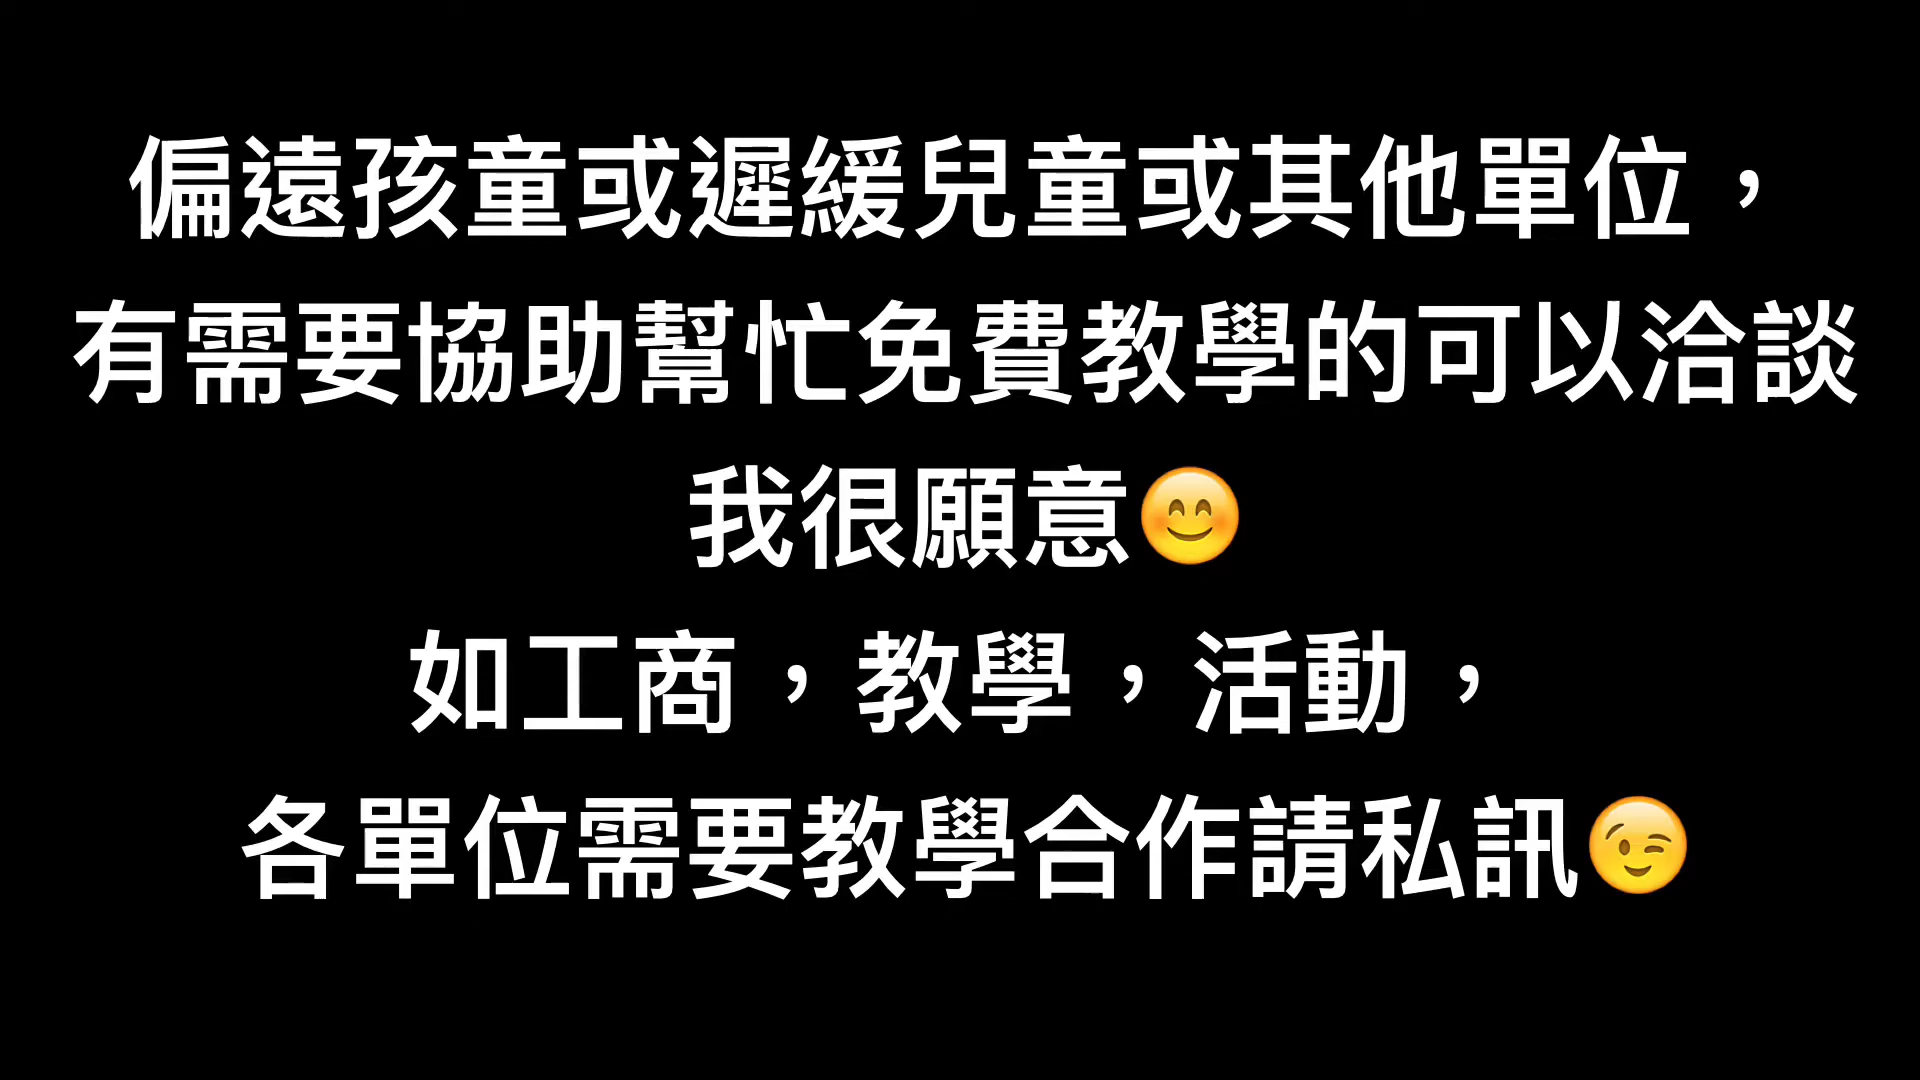 偏遠孩童或遲緩兒童或其他單位，
有需要協助幫忙免費教學的可以洽談
我很願意😊
如工商，教學，活動，
各單位需要教學合作請私訊😉